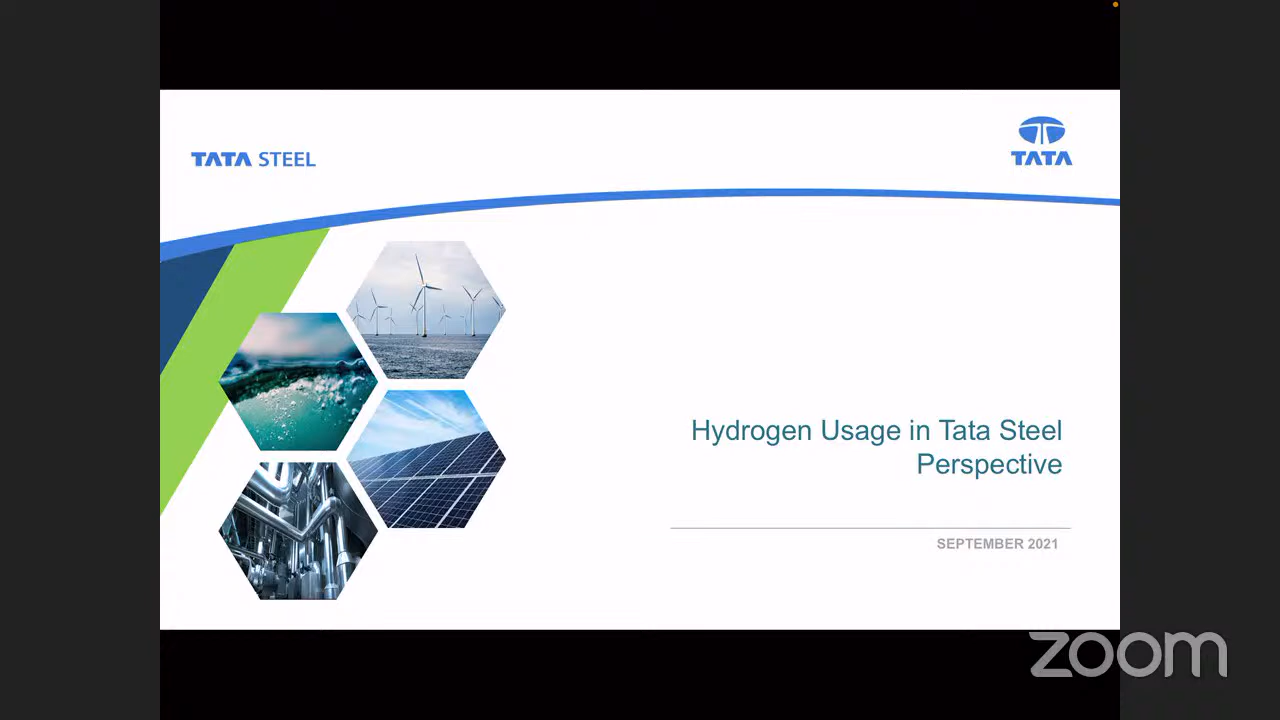 TATA STEEL
TATA
Hydrogen Usage in Tata Steel
Perspective
SEPTEMBER 2021
zoom